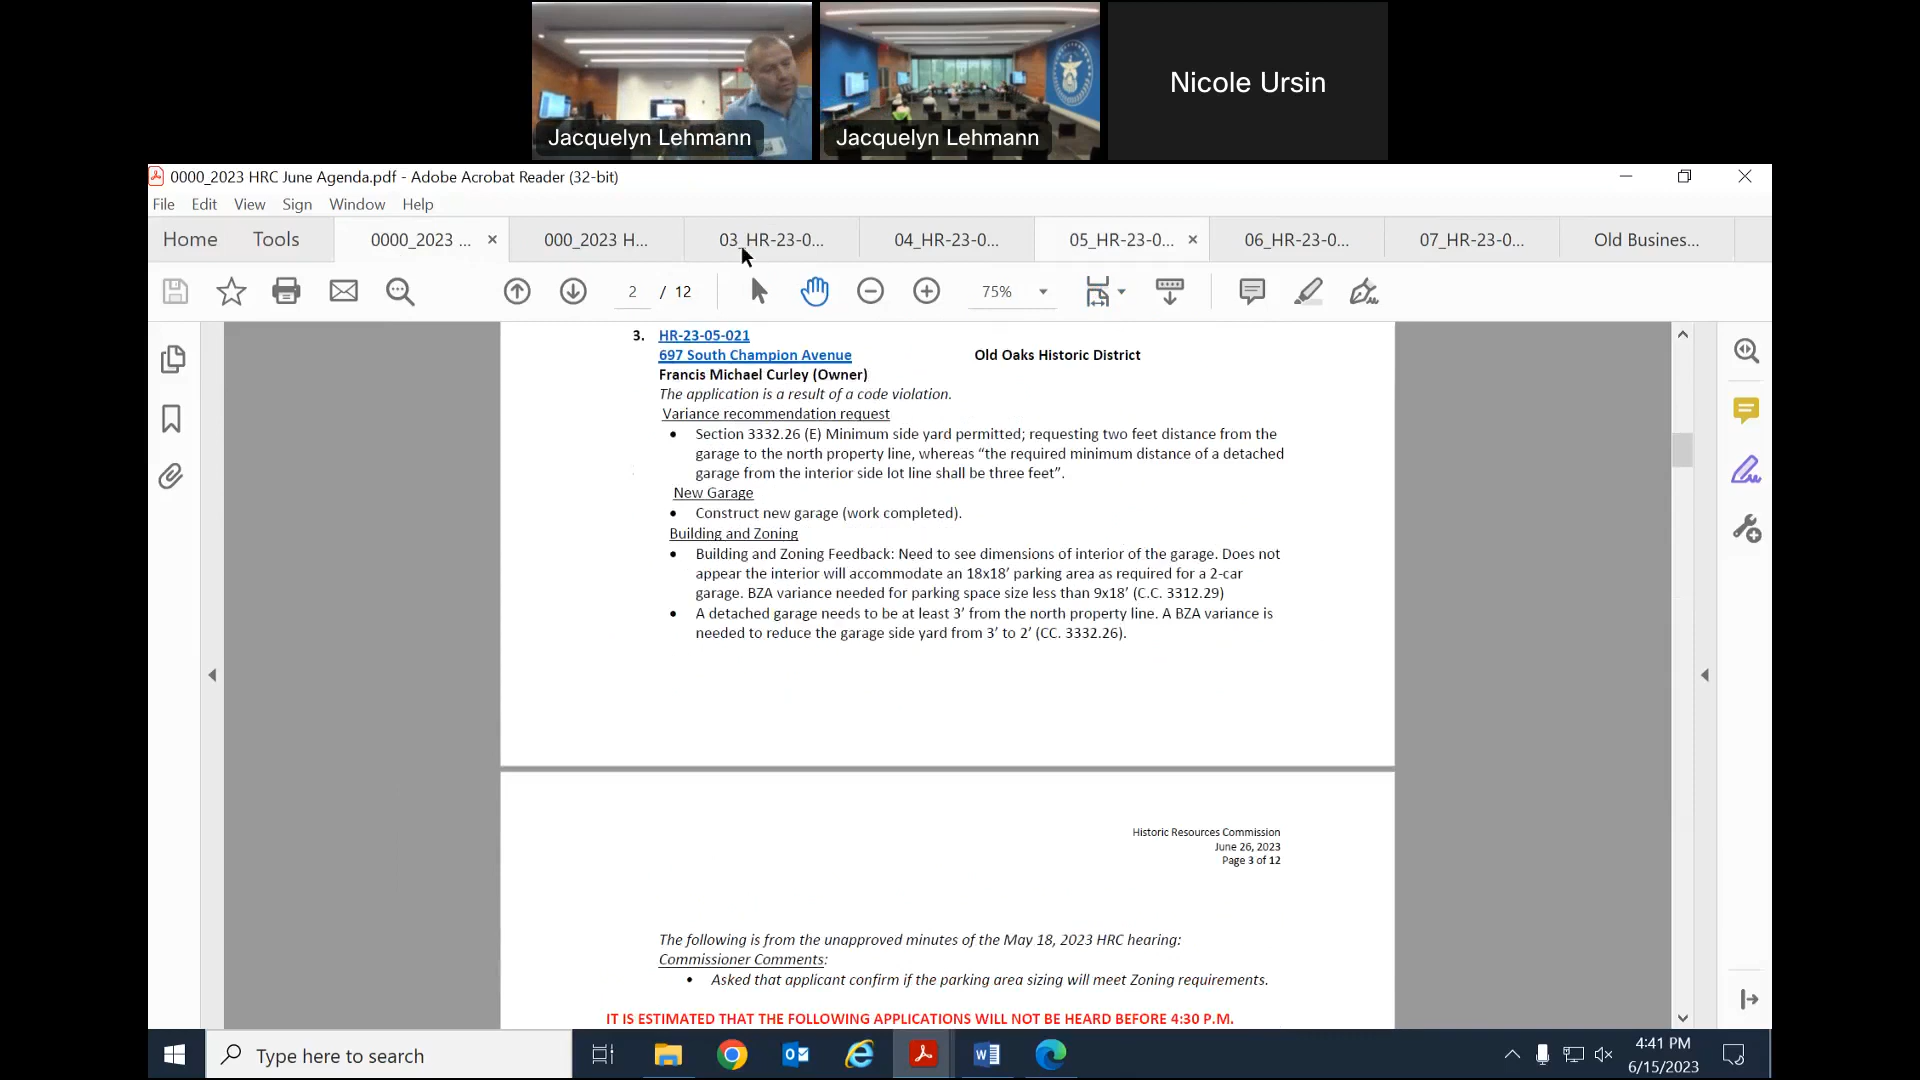 Jacquelyn Lehmann
Jacquelyn Lehmann
Nicole Ursin
0000_2023 HRC June Agenda.pdf - Adobe Acrobat Reader (32-bit)
File Edit View Sign Window Help
Home Tools 0000_2023 ... × 000_2023 H... 03_HR-23-0... 04_HR-23-0... 05_HR-23-0... × 06_HR-23-0... 07_HR-23-0... Old Busines...
2 / 12 75%
3. HR-23-05-021
697 South Champion Avenue Old Oaks Historic District
Francis Michael Curley (Owner)
The application is a result of a code violation.
Variance recommendation request
• Section 3332.26 (E) Minimum side yard permitted; requesting two feet distance from the
garage to the north property line, whereas “the required minimum distance of a detached
garage from the interior side lot line shall be three feet”.
New Garage
• Construct new garage (work completed).
Building and Zoning
• Building and Zoning Feedback: Need to see dimensions of interior of the garage. Does not
appear the interior will accommodate an 18x18’ parking area as required for a 2-car
garage. BZA variance needed for parking space size less than 9x18’ (C.C. 3312.29)
• A detached garage needs to be at least 3’ from the north property line. A BZA variance is
needed to reduce the garage side yard from 3’ to 2’ (CC. 3332.26).
Historic Resources Commission
June 26, 2023
Page 3 of 12
The following is from the unapproved minutes of the May 18, 2023 HRC hearing:
Commissioner Comments:
• Asked that applicant confirm if the parking area sizing will meet Zoning requirements.
IT IS ESTIMATED THAT THE FOLLOWING APPLICATIONS WILL NOT BE HEARD BEFORE 4:30 P.M.
Type here to search
4:41 PM
6/15/2023